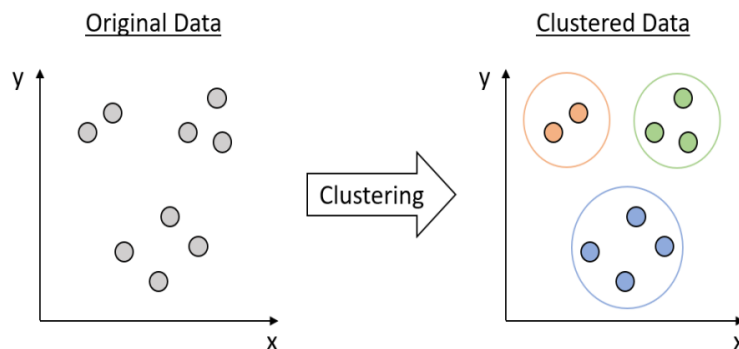 Original Data
Clustered Data
y
y
Clustering
x
x